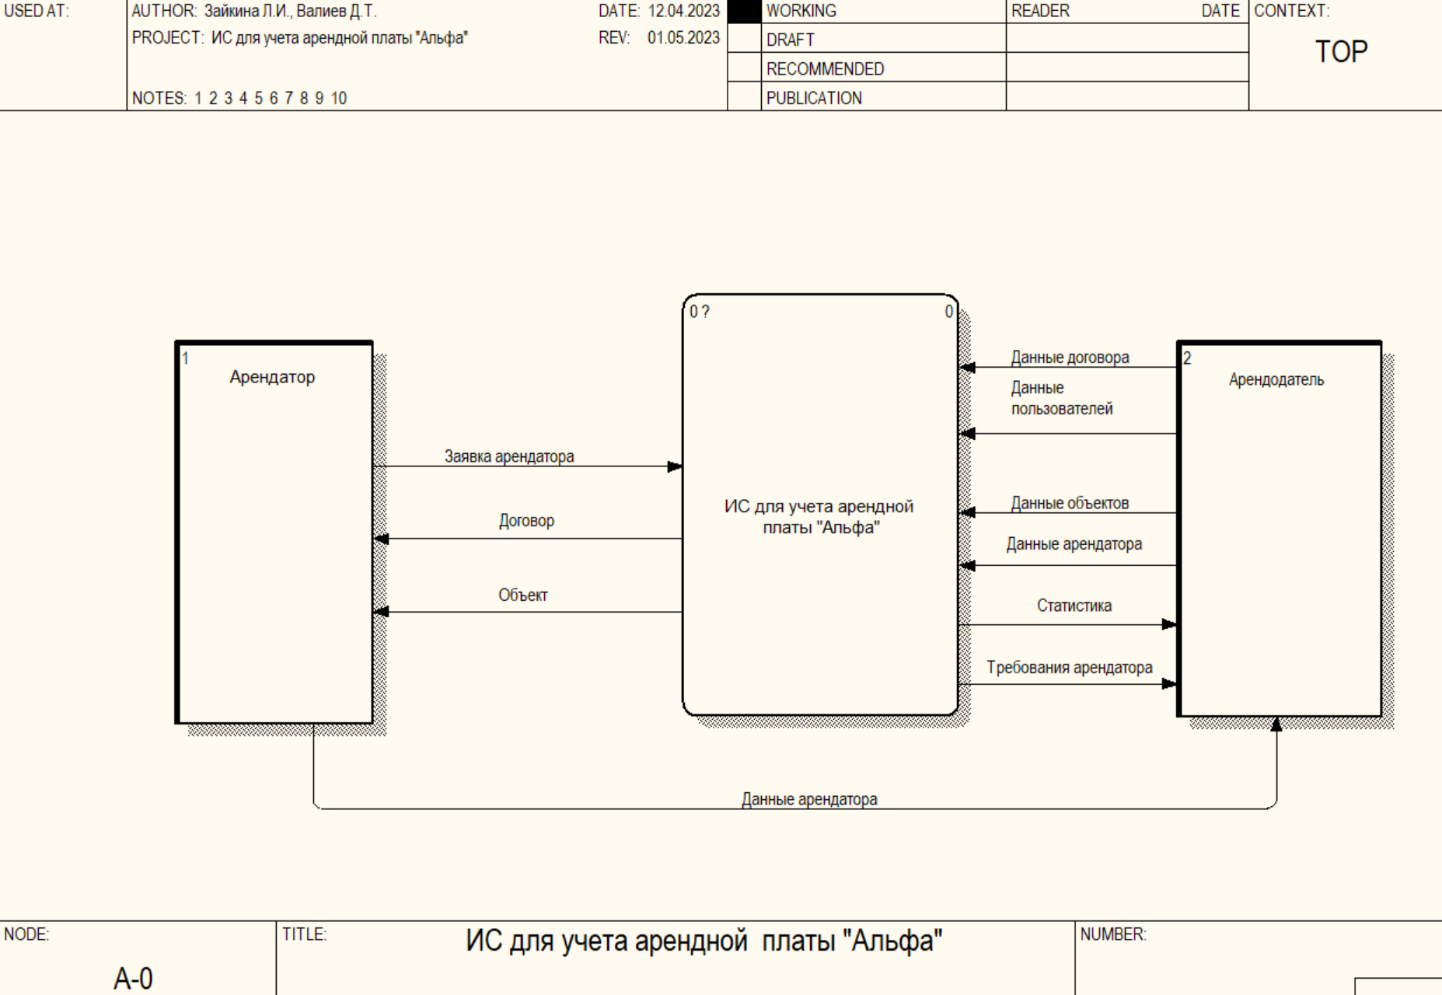 USED AT:
AUTHOR: Зайкина Л.И., Валиев Д.Т.
DATE: 12.04.2023
WORKING
READER
DATE
CONTEXT:
PROJECT: ИС для учета арендной платы "Альфа"
REV: 01.05.2023
DRAFT
TOP
RECOMMENDED
NOTES: 1 2 3 4 5 6 7 8 9 10
PUBLICATION
0 ?
0
1
Арендатор
Данные договора
2
Арендодатель
Данные
пользователей
Заявка арендатора
Данные объектов
ИС для учета арендной
платы "Альфа"
Договор
Данные арендатора
Объект
Статистика
Требования арендатора
Данные арендатора
NODE:
TITLE:
ИС для учета арендной платы "Альфа"
NUMBER:
A-0